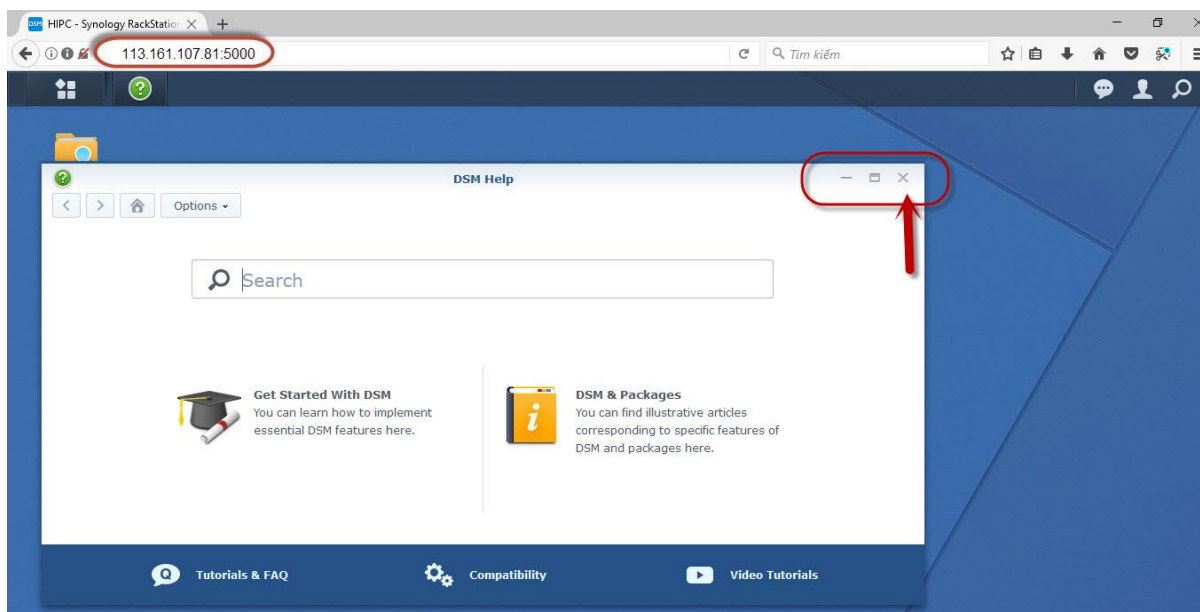 DSM HIPC - Synology RackStation
113.161.107.81:5000
Tìm kiếm
DSM Help
Options
Search
Get Started With DSM
You can learn how to implement
essential DSM features here.
DSM & Packages
You can find illustrative articles
corresponding to specific features of
DSM and packages here.
Tutorials & FAQ
Compatibility
Video Tutorials